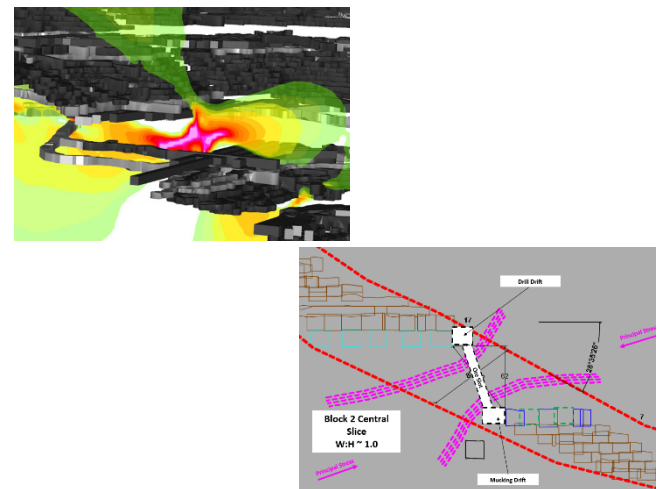 Drill Drift
17
Principal Stress
28°35'26"
62
Block 2 Central
Slice
W:H ~ 1.0
7
Principal Stress
Mucking Drift